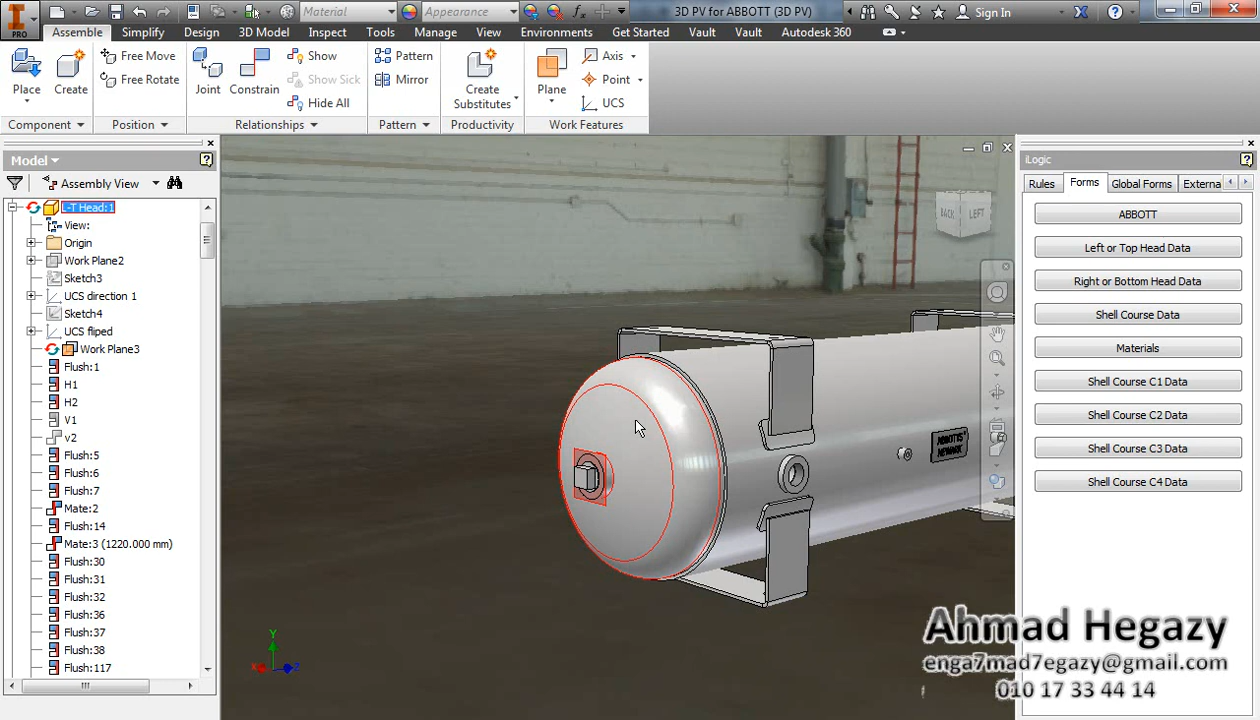 PRO
Material
Appearance
3D PV for ABBOTT (3D PV)
Sign In
Assemble Simplify Design 3D Model Inspect Tools Manage View Environments Get Started Vault Vault Autodesk 360
Place
Create
Free Move
Free Rotate
Joint
Constrain
Show
Show Sick
Hide All
Pattern
Mirror
Create
Substitutes
Plane
Axis
Point
UCS
Component Position Relationships Pattern Productivity Work Features
Model
Assembly View
L-T Head:1
View:
Origin
Work Plane2
Sketch3
UCS direction 1
Sketch4
UCS fliped
Work Plane3
Flush:1
H1
H2
V1
v2
Flush:5
Flush:6
Flush:7
Mate:2
Flush:14
Mate:3 (1220.000 mm)
Flush:30
Flush:31
Flush:32
Flush:36
Flush:37
Flush:38
Flush:117
BACK LEFT
ABBOTTS
NEWARK
Y
X
Z
iLogic
Rules Forms Global Forms Externa
ABBOTT
Left or Top Head Data
Right or Bottom Head Data
Shell Course Data
Materials
Shell Course C1 Data
Shell Course C2 Data
Shell Course C3 Data
Shell Course C4 Data
Ahmad Hegazy
enga7mad7egazy@gmail.com
010 17 33 44 14